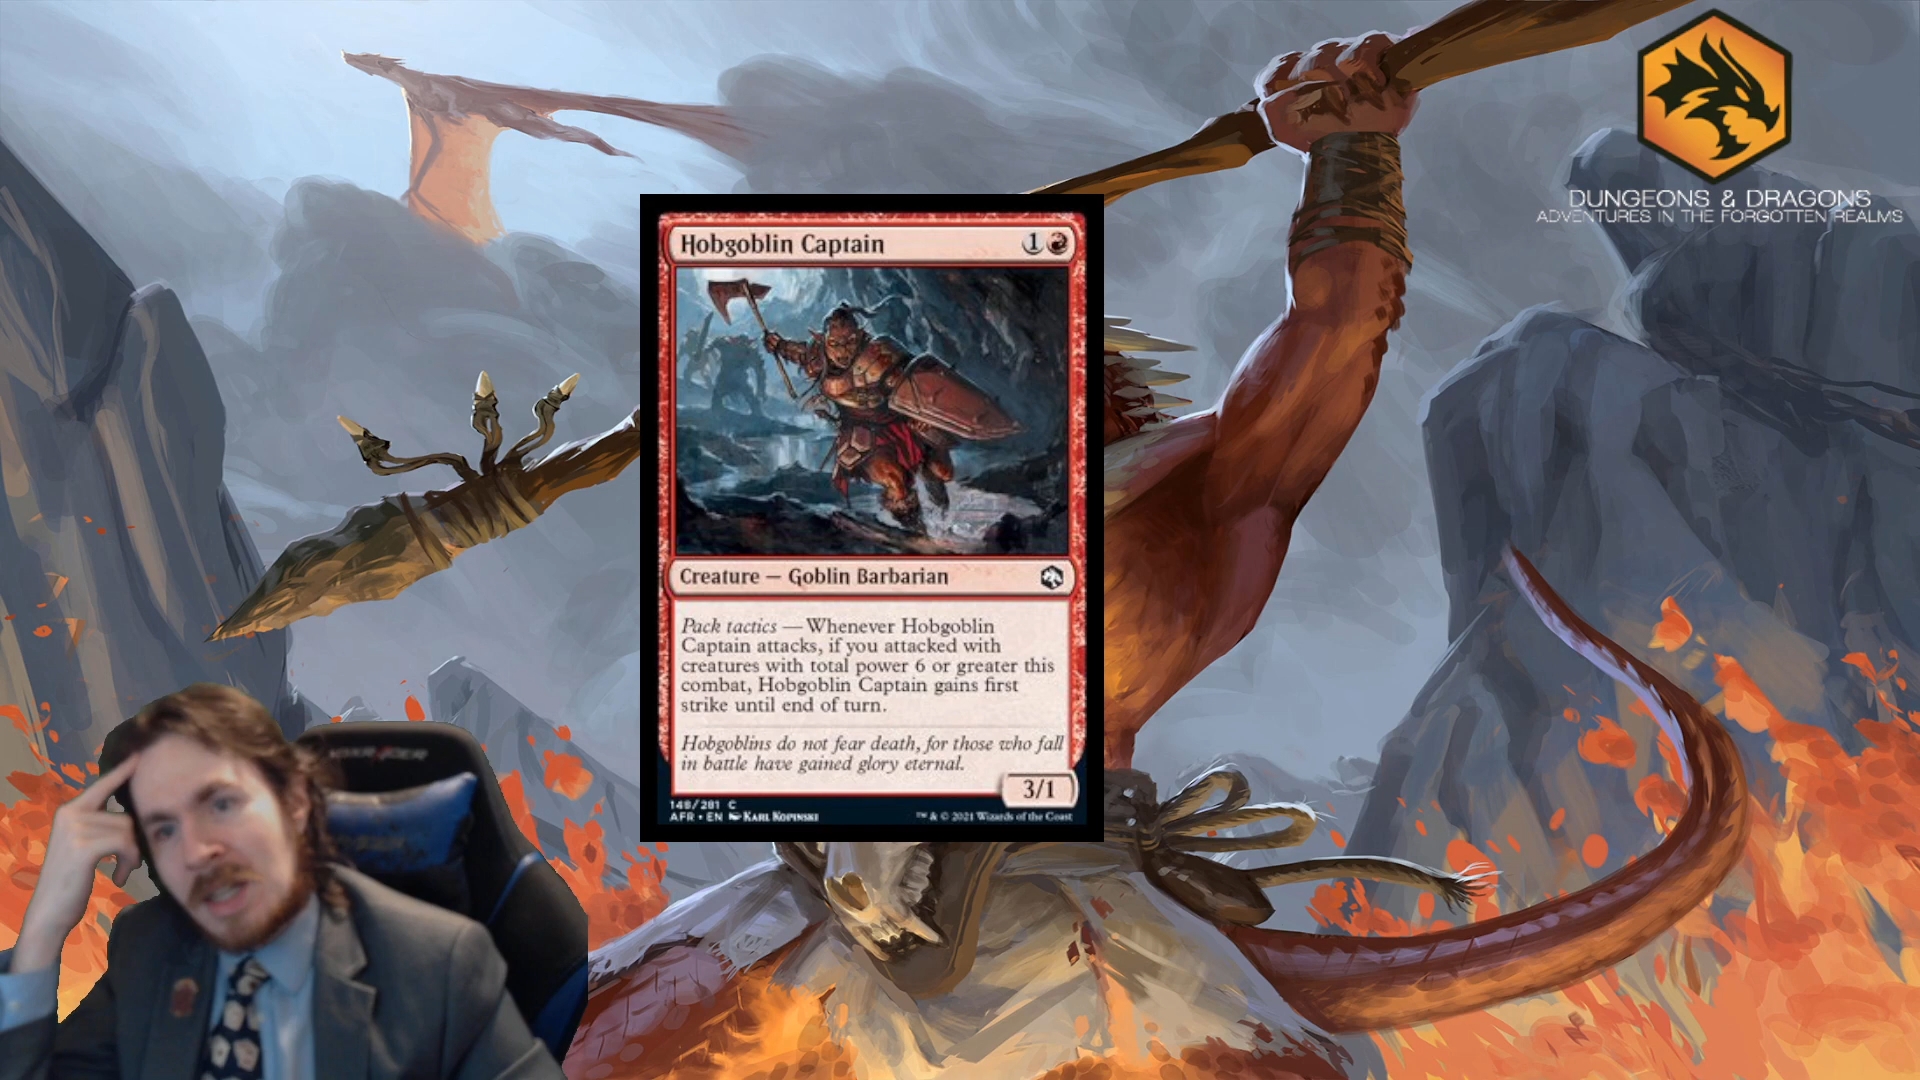 DUNGEONS & DRAGONS
ADVENTURES IN THE FORGOTTEN REALMS
Hobgoblin Captain 1
Creature — Goblin Barbarian
Pack tactics — Whenever Hobgoblin
Captain attacks, if you attacked with
creatures with total power 6 or greater this
combat, Hobgoblin Captain gains first
strike until end of turn.
Hobgoblins do not fear death, for those who fall
in battle have gained glory eternal.
3/1
148/281 C
AFR • EN KARL KOPINSKI
™ & © 2021 Wizards of the Coast